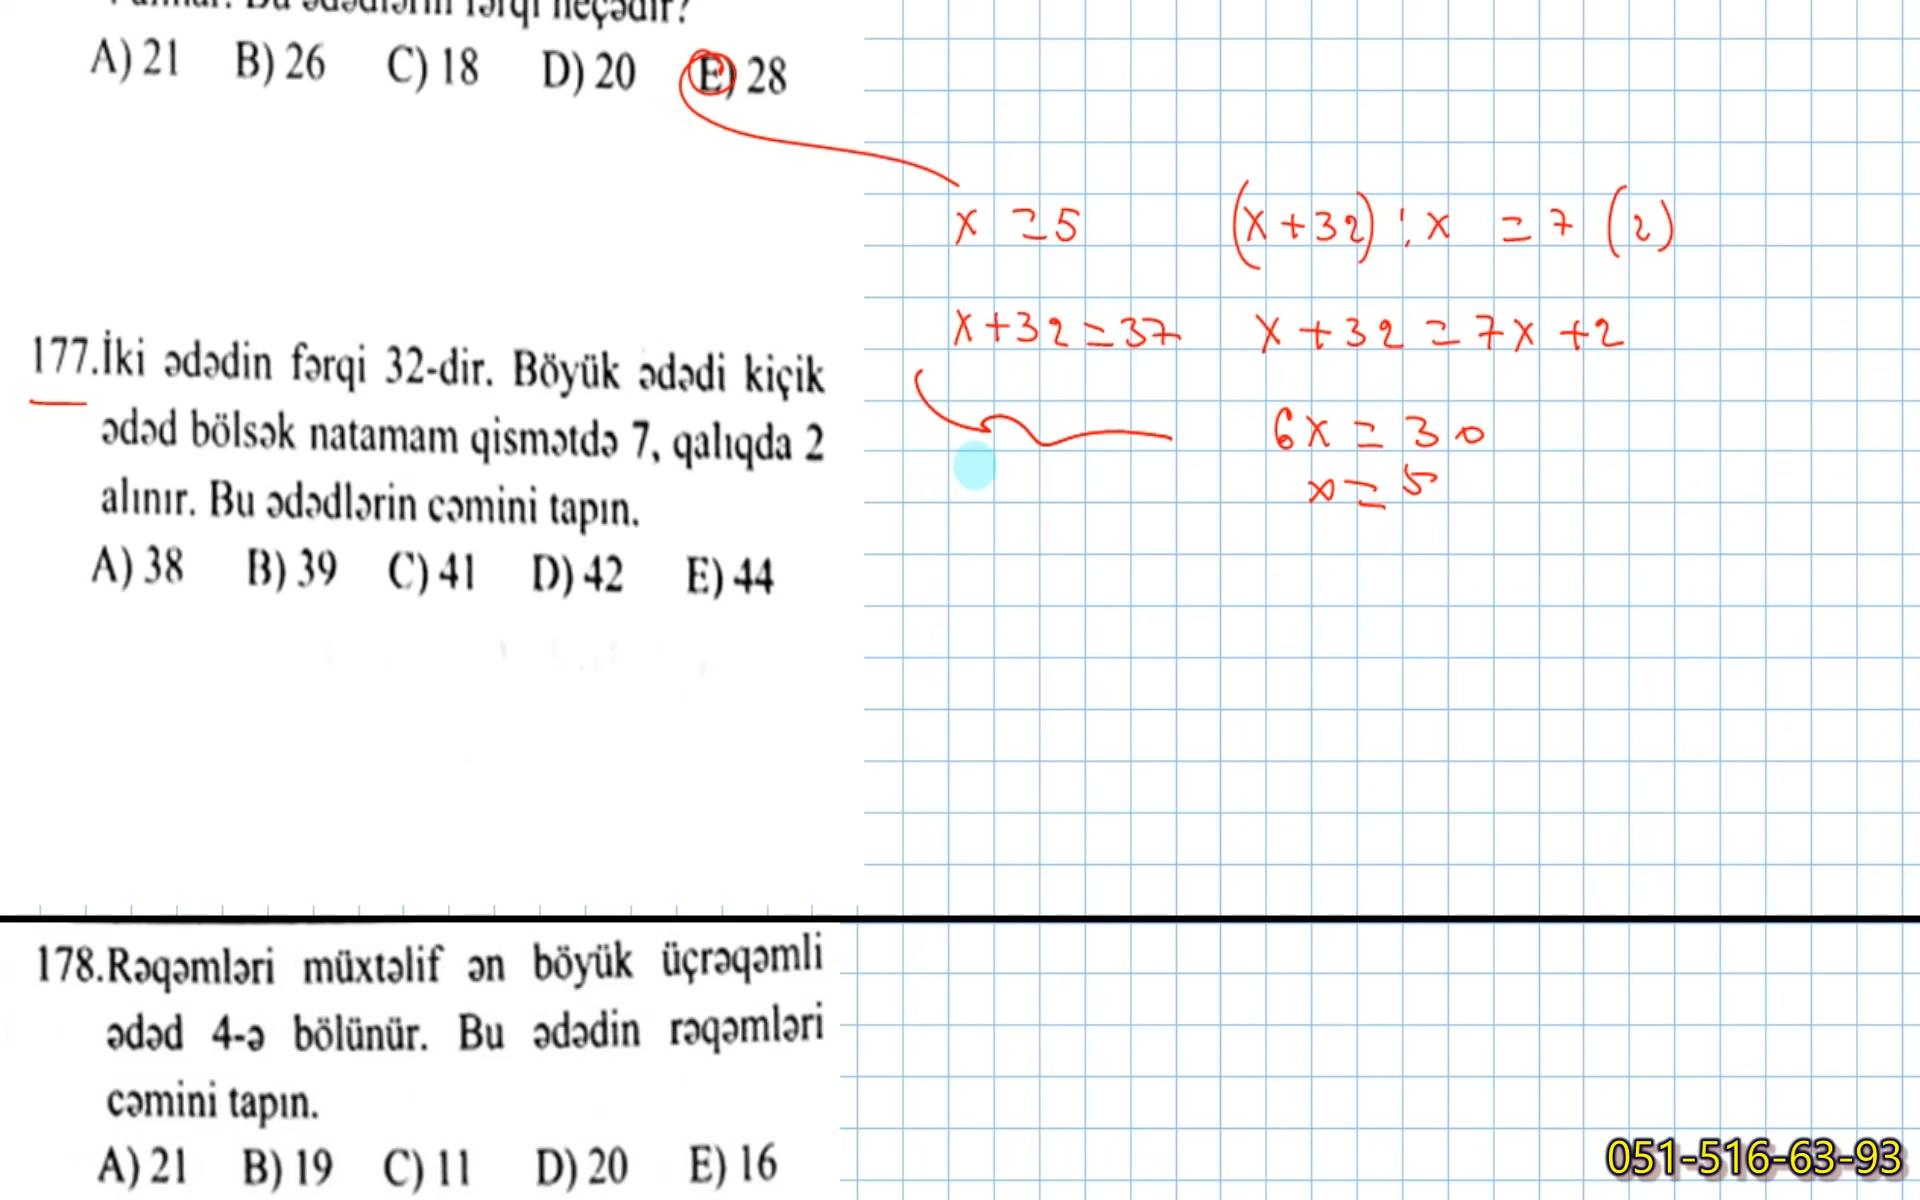 ədədlərin fərqi neçədir?
A) 21 B) 26 C) 18 D) 20 E) 28
x = 5 (x + 32) : x = 7 (2)
x + 32 = 37 x + 32 = 7x + 2
6x = 30
x = 5
177. İki ədədin fərqi 32-dir. Böyük ədədi kiçik
ədəd bölsək natamam qismətdə 7, qalıqda 2
alınır. Bu ədədlərin cəmini tapın.
A) 38 B) 39 C) 41 D) 42 E) 44
178. Rəqəmləri müxtəlif ən böyük üçrəqəmli
ədəd 4-ə bölünür. Bu ədədin rəqəmləri
cəmini tapın.
A) 21 B) 19 C) 11 D) 20 E) 16
051-516-63-93